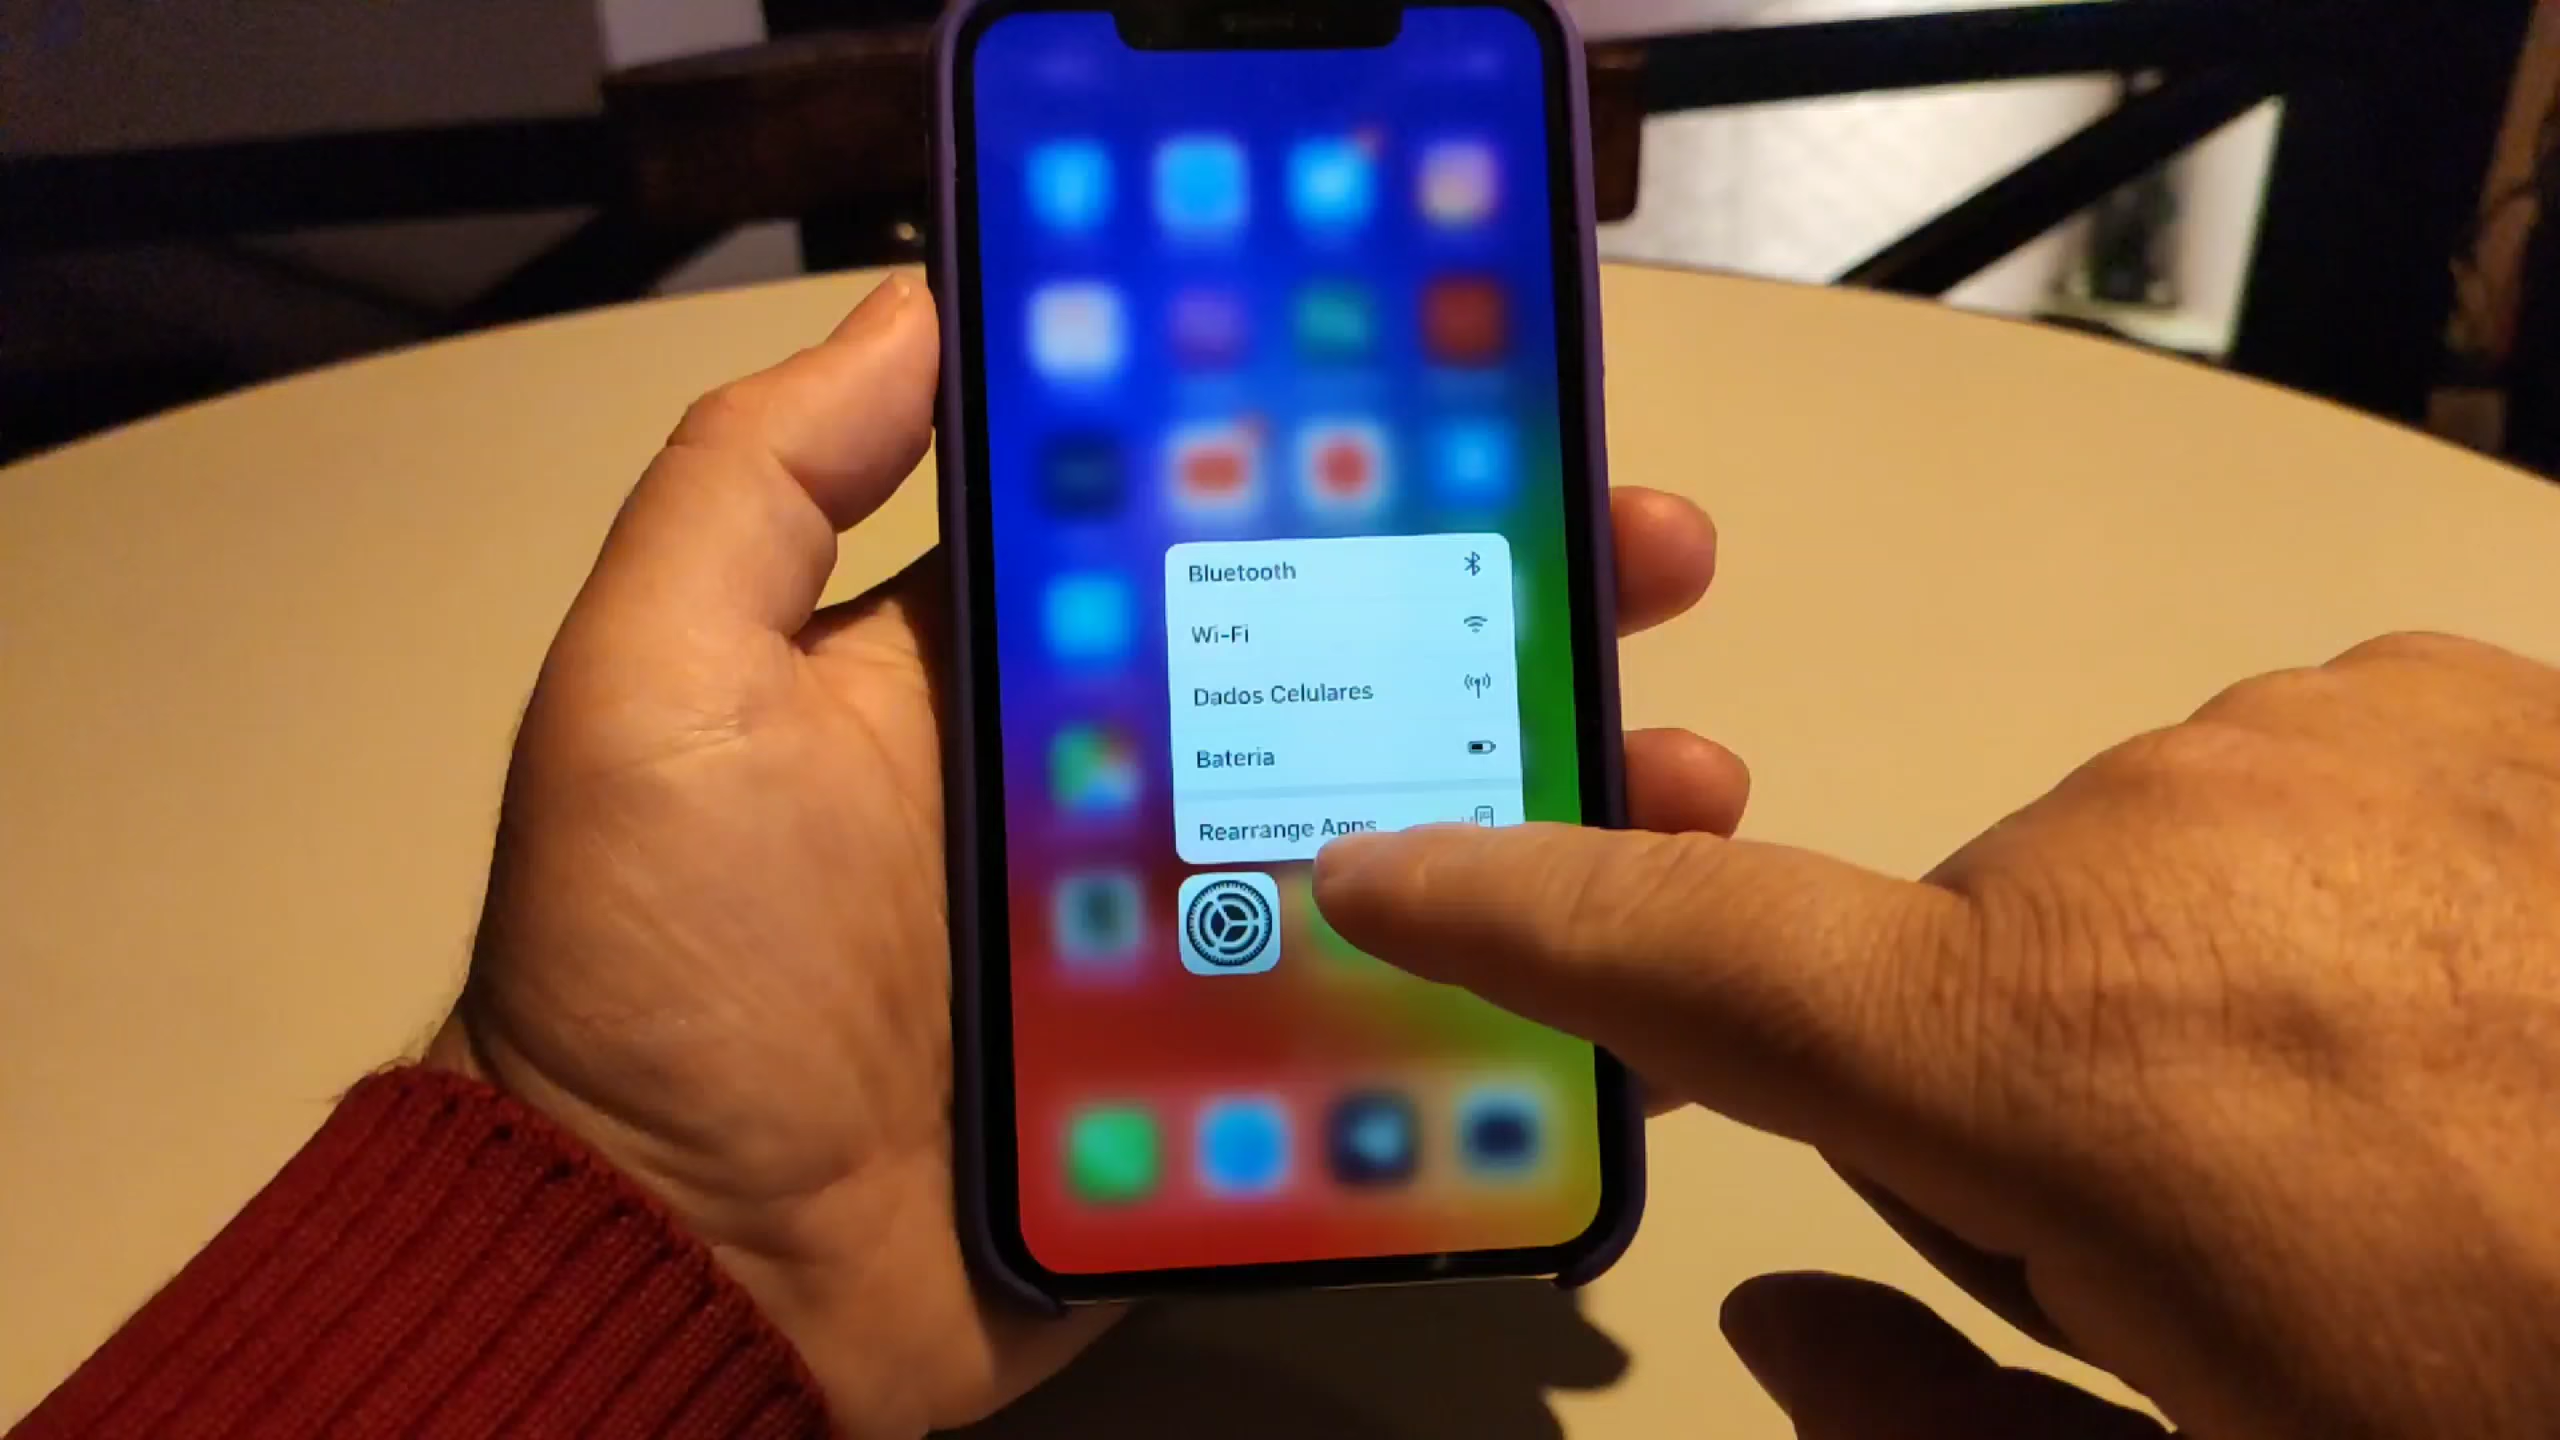 Bluetooth
Wi-Fi
Dados Celulares
Bateria
Rearrange Apps